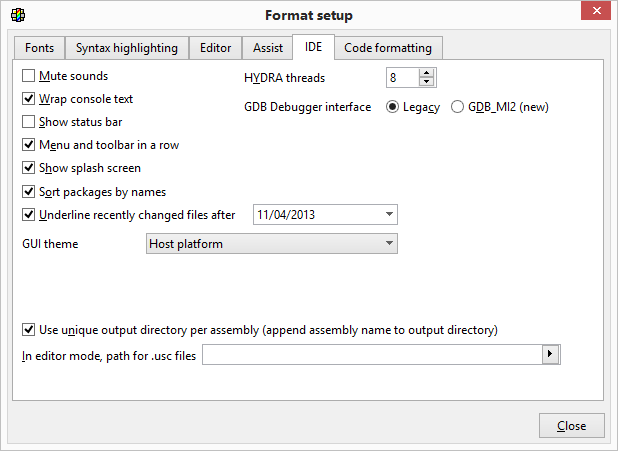 Format setup
Fonts Syntax highlighting Editor Assist IDE Code formatting
Mute sounds HYDRA threads 8
Wrap console text GDB Debugger interface Legacy GDB_MI2 (new)
Show status bar
Menu and toolbar in a row
Show splash screen
Sort packages by names
Underline recently changed files after 11/04/2013
GUI theme Host platform
Use unique output directory per assembly (append assembly name to output directory)
In editor mode, path for .usc files
Close